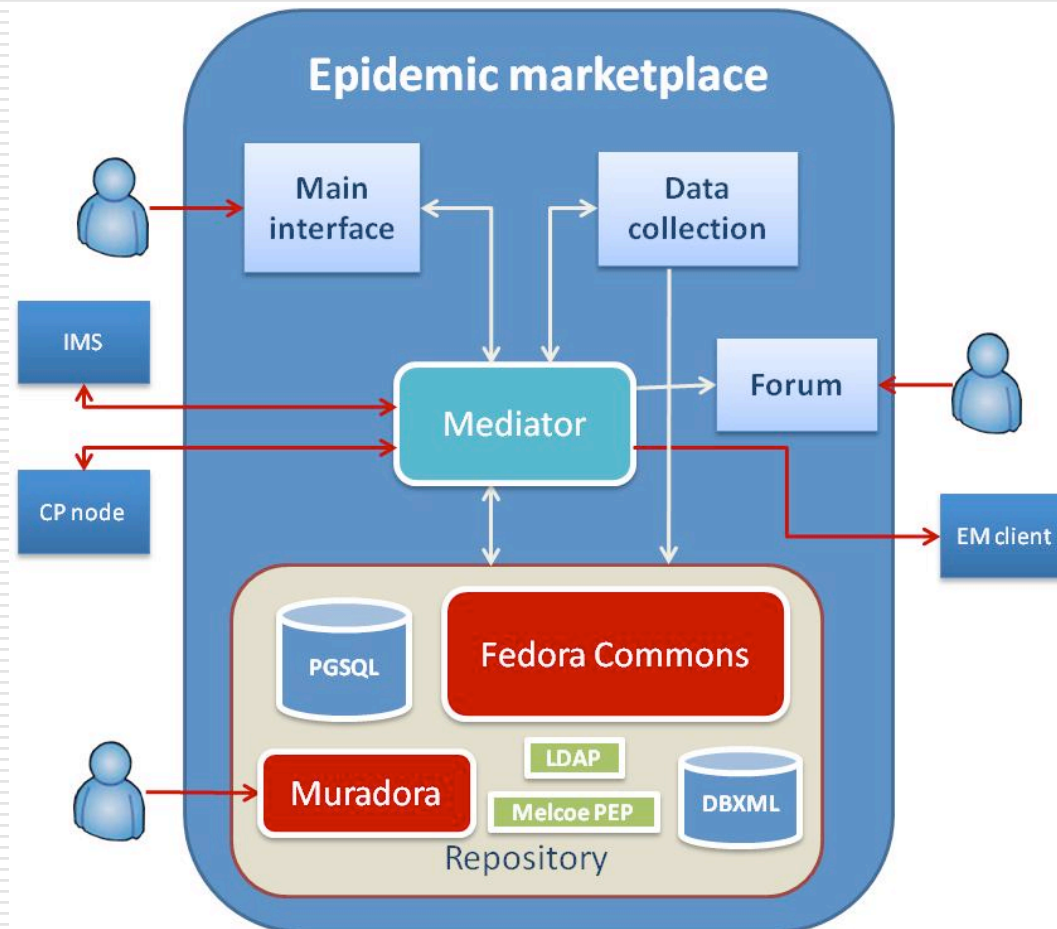 Epidemic marketplace
Main
interface
Data
collection
IMS
Mediator
Forum
CP node
EM client
PGSQL
Fedora Commons
LDAP
Muradora
Melcoe PEP
DBXML
Repository